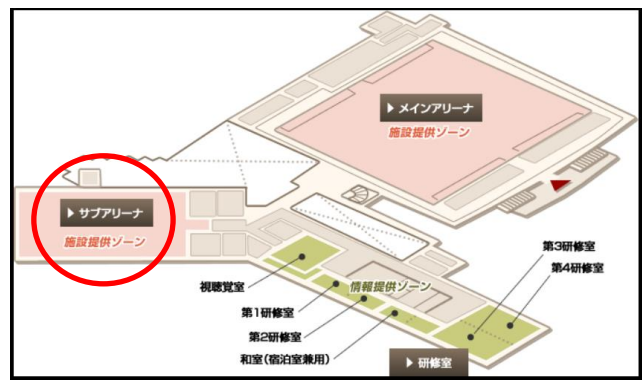 ▶メインアリーナ
施設提供ゾーン
▶サブアリーナ
施設提供ゾーン
第3研修室
第4研修室
視聴覚室
情報提供ゾーン
第1研修室
第2研修室
和室(宿泊室兼用)
▶研修室